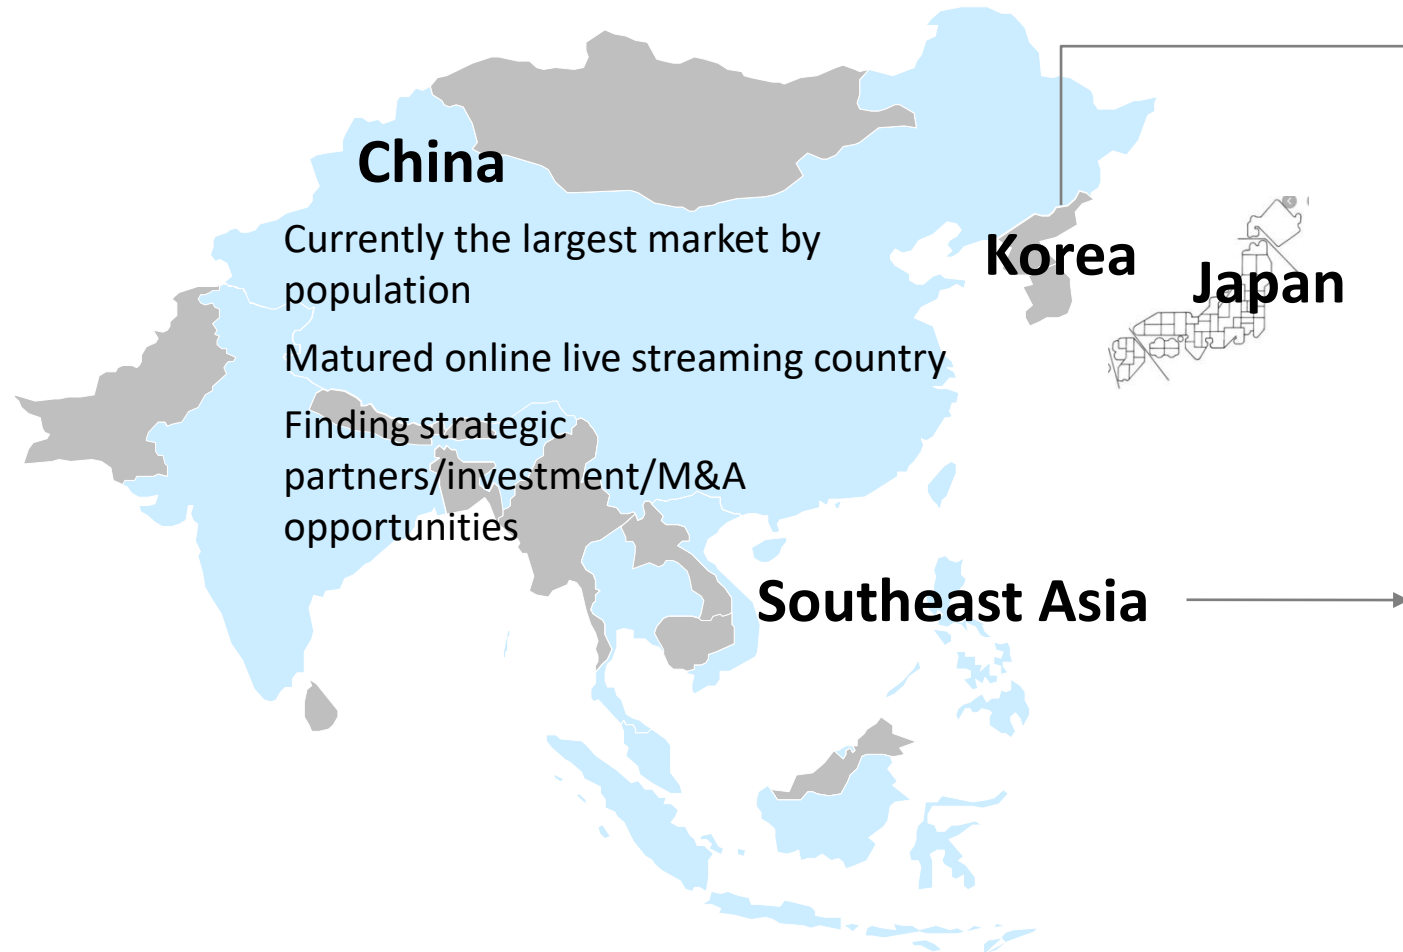 China
Currently the largest market by
population
Matured online live streaming country
Finding strategic
partners/investment/M&A
opportunities
Korea
Japan
Southeast Asia